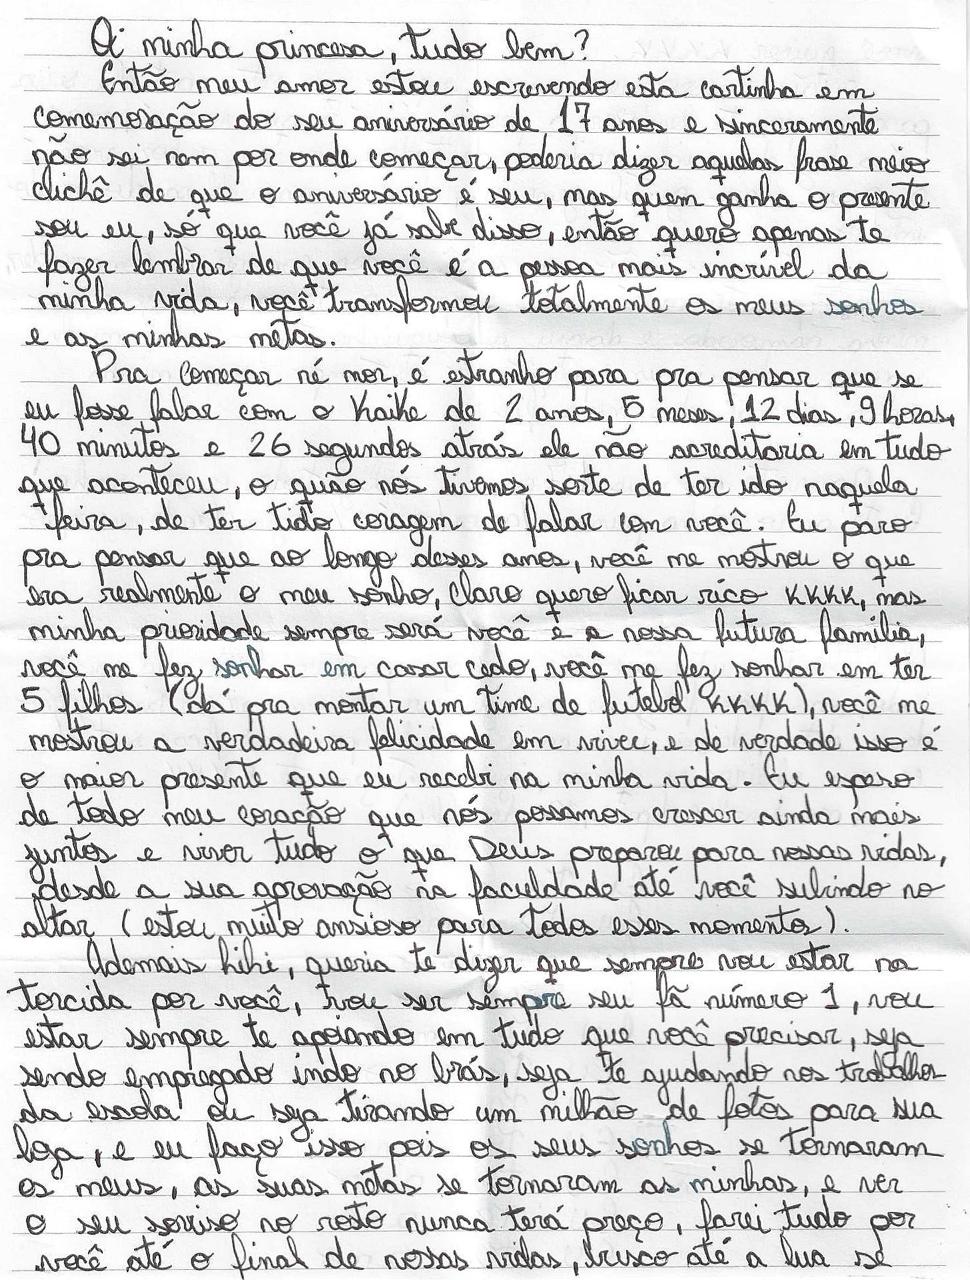 Oi minha princesa, tudo bem?
Então meu amor estou escrevendo esta cartinha em
comemoração do seu aniversário de 17 anos e sinceramente
não sei nem por onde começar, poderia dizer aquelas frase meio
clichê de que o aniversário é seu, mas quem ganha o presente
sou eu, só que você já sabe disso, então quero apenas te
fazer lembrar de que você é a pessoa mais incrível da
minha vida, você transformou totalmente os meus sonhos
e as minhas metas.
Pra começar né mor, é estranho para pra pensar que se
eu fosse falar com o Kaike de 2 anos, 5 meses, 12 dias, 9 horas,
40 minutos e 26 segundos atrás ele não acreditaria em tudo
que aconteceu, o quão nós tivemos sorte de ter ido naquela
feira, de ter tido coragem de falar com você. Eu paro
pra pensar que ao longo desses anos, você me mostrou o que
era realmente o meu sonho, claro quero ficar rico KKKK, mas
minha prioridade sempre será você e a nossa futura família,
você me fez sonhar em casar cedo, você me fez sonhar em ter
5 filhos (dá pra montar um time de futebol KKKK), você me
mostrou a verdadeira felicidade em viver, e de verdade isso é
o maior presente que eu recebi na minha vida. Eu espero
de todo meu coração que nós possamos crescer ainda mais
juntos e viver tudo o que Deus preparou para nossas vidas,
desde a sua aprovação na faculdade até você subindo no
altar (estou muito ansioso para todos esses momentos).
Ademais hihi, queria te dizer que sempre vou estar na
torcida por você, vou ser sempre seu fã número 1, vou
estar sempre te apoiando em tudo que você precisar, seja
sendo empregado indo no brás, seja te ajudando nos trabalhos
da escola ou seja tirando um milhão de fotos para sua
loja, e eu faço isso pois os seus sonhos se tornaram
os meus, as suas metas se tornaram as minhas, e ver
o seu sorriso no rosto nunca terá preço, farei tudo por
você até o final de nossas vidas, busco até a lua se